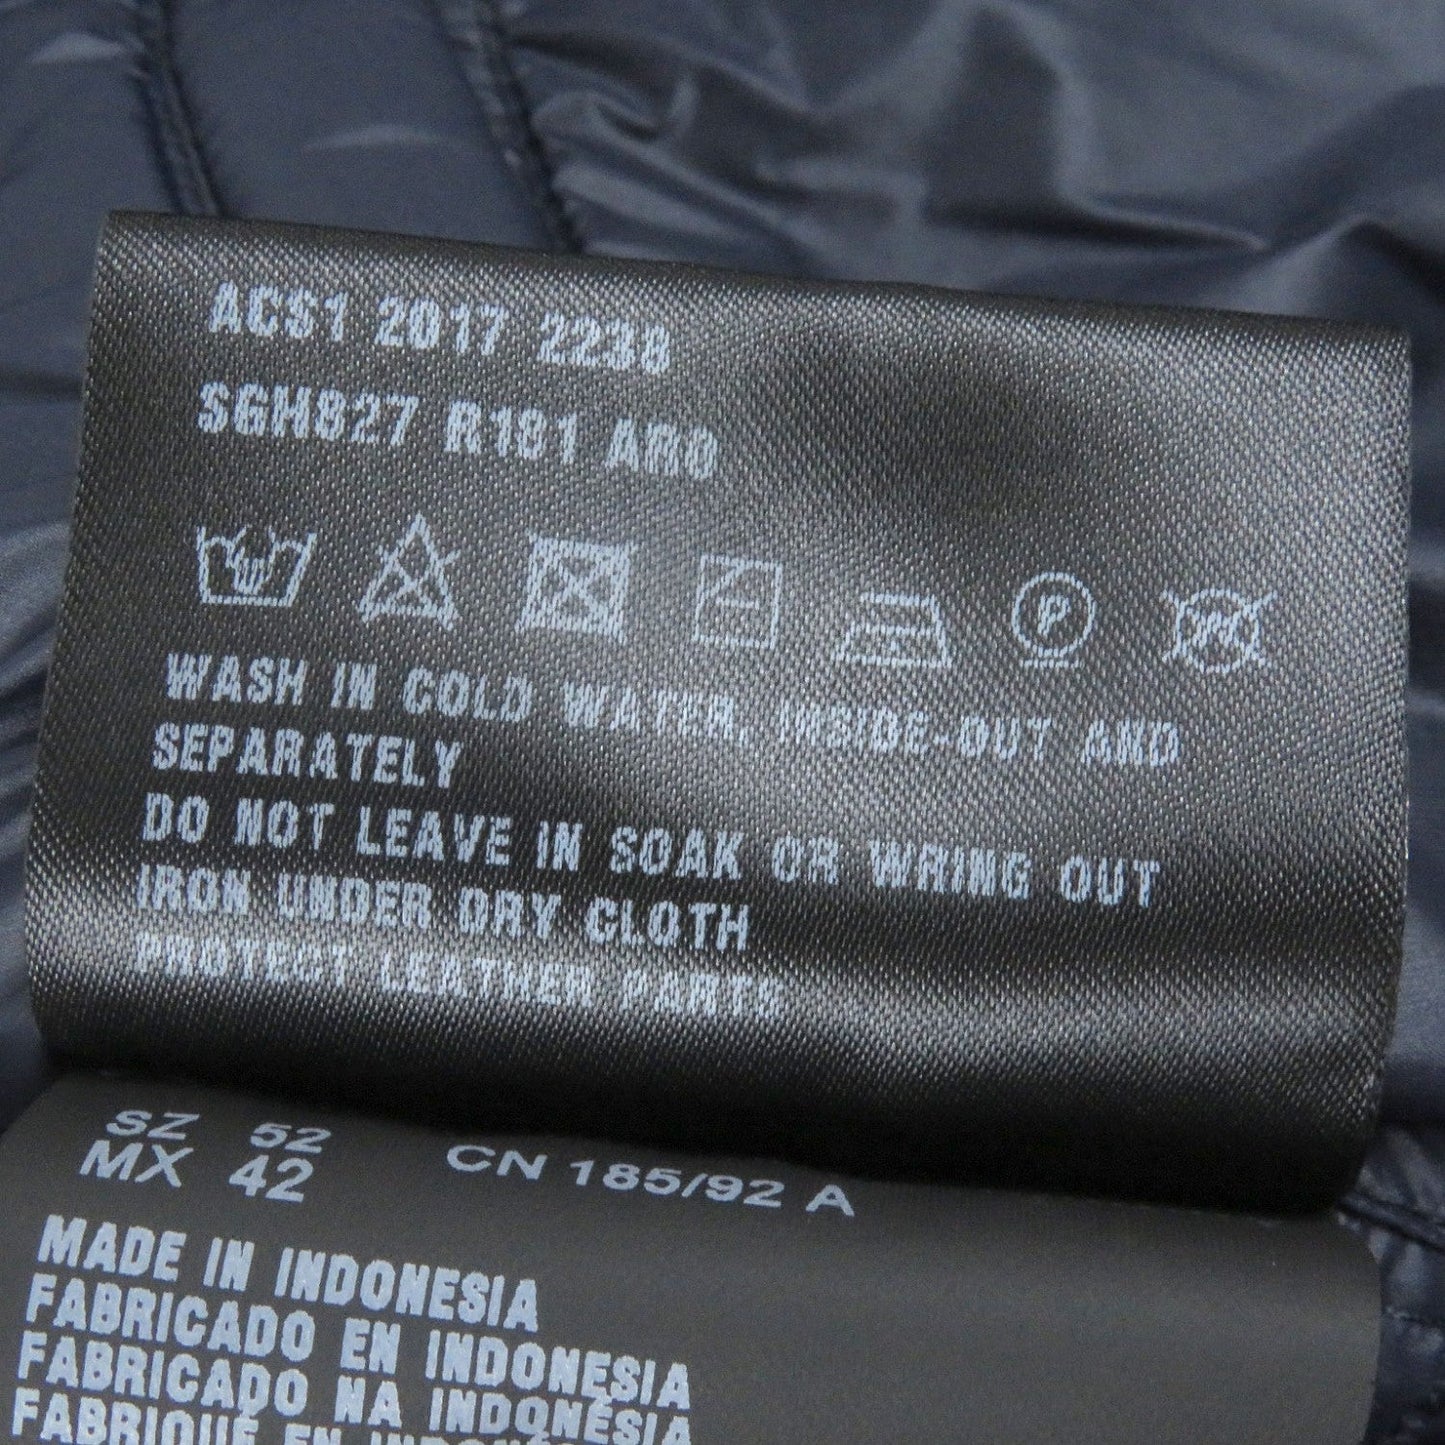 ACS1 2017 2238
SGH827 R181 AR0
P
WASH IN COLD WATER, INSIDE-OUT AND
SEPARATELY
DO NOT LEAVE IN SOAK OR WRING OUT
IRON UNDER DRY CLOTH
PROTECT LEATHER PARTS
SZ 52
MX 42 CN 185/92 A
MADE IN INDONESIA
FABRICADO EN INDONESIA
FABRICADO NA INDONÉSIA
FABRIQUÉ EN